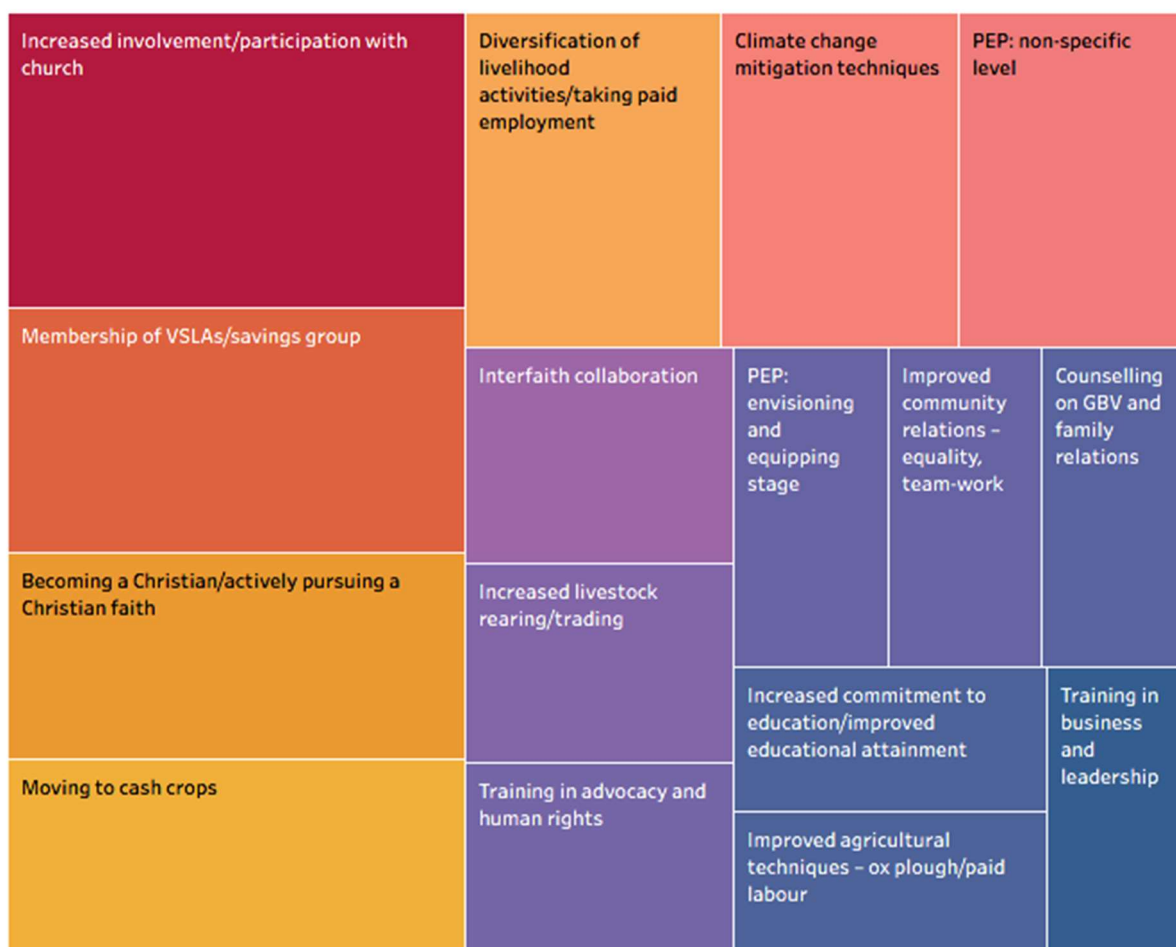 Increased involvement/participation with
church
Membership of VSLAs/savings group
Becoming a Christian/actively pursuing a
Christian faith
Moving to cash crops
Diversification of
livelihood
activities/taking paid
employment
Climate change
mitigation techniques
PEP: non-specific
level
Interfaith collaboration
Increased livestock
rearing/trading
Training in advocacy and
human rights
PEP:
envisioning
and
equipping
stage
Improved
community
relations –
equality,
team-work
Counselling
on GBV and
family
relations
Increased commitment to
education/improved
educational attainment
Improved agricultural
techniques – ox plough/paid
labour
Training in
business
and
leadership